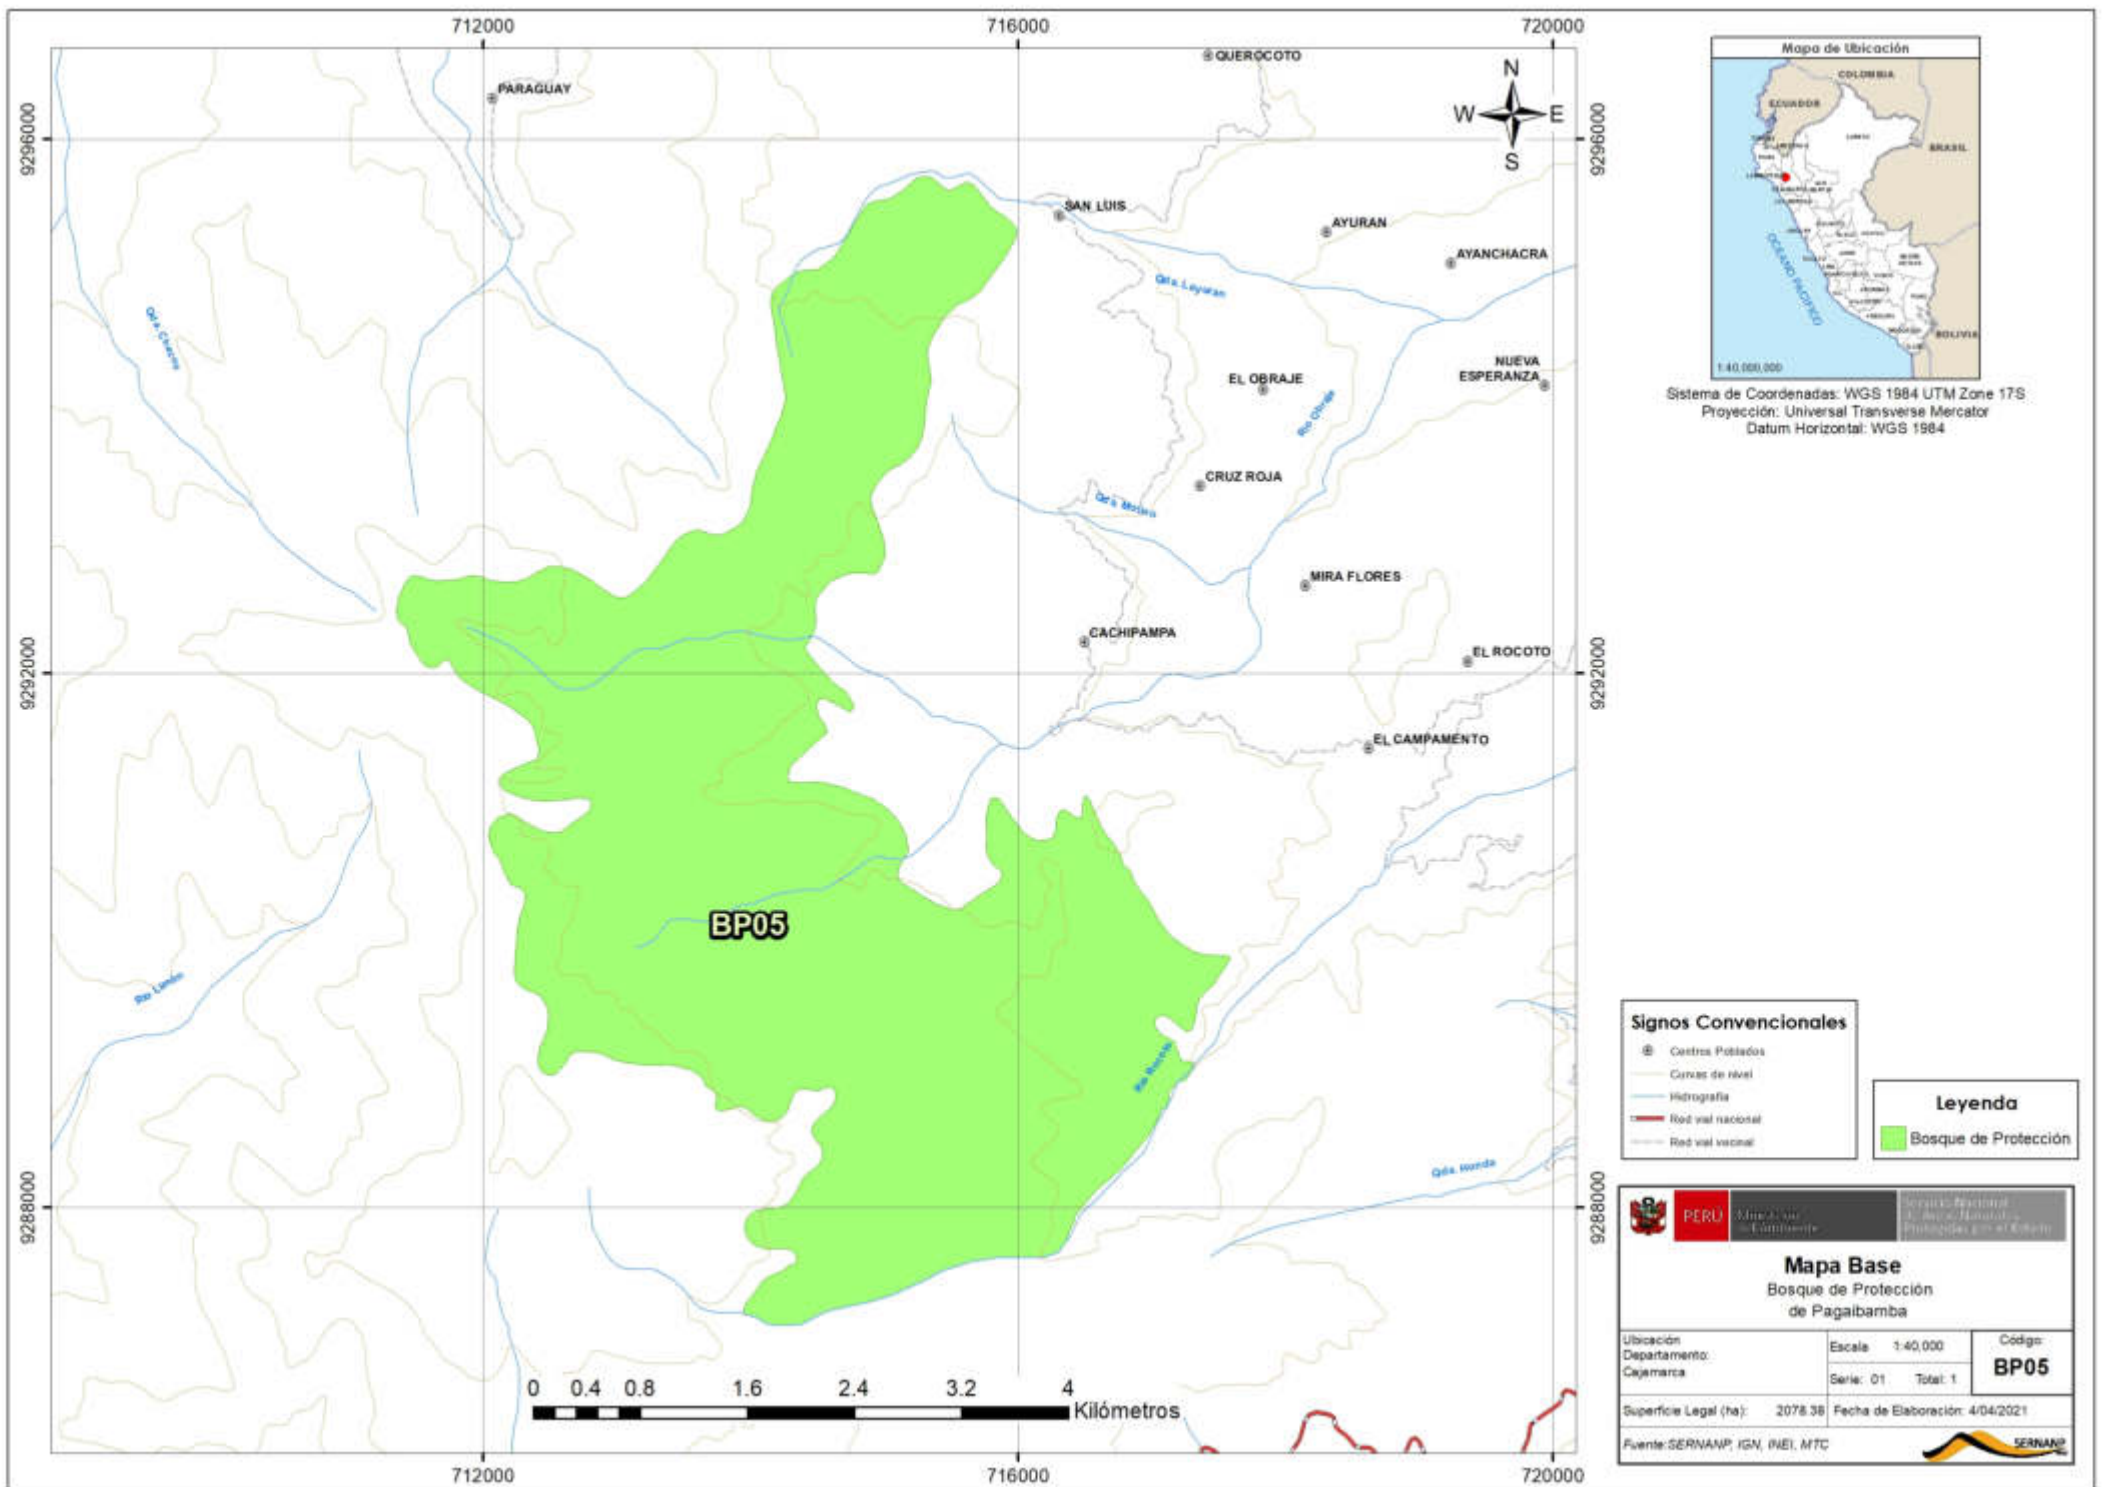 712000
716000
720000
QUEROCOTO
PARAGUAY
N
W
E
S
9296000
9296000
SAN LUIS
AYURAN
AYANCHACRA
Qda. Chacos
NUEVA
ESPERANZA
EL OBRAJE
Rio Obraje
CRUZ ROJA
MIRA FLORES
CACHIPAMPA
EL ROCOTO
9292000
9292000
EL CAMPAMENTO
BP05
Rio Limón
Rio Rocoto
Qda. Honda
9288000
9288000
0 0.4 0.8 1.6 2.4 3.2 4
Kilómetros
712000
716000
720000
Mapa de Ubicación
COLOMBIA
ECUADOR
BRASIL
OCEANO PACIFICO
BOLIVIA
1:40,000,000
Sistema de Coordenadas: WGS 1984 UTM Zone 17S
Proyección: Universal Transverse Mercator
Datum Horizontal: WGS 1984
Signos Convencionales
Centros Poblados
Curvas de nivel
Hidrografía
Red vial nacional
Red vial vecinal
Leyenda
Bosque de Protección
PERÚ
Mapa Base
Bosque de Protección
de Pagaibamba
Ubicación
Departamento:
Cajamarca
Escala 1:40,000
Serie: 01 Total: 1
Código:
BP05
Superficie Legal (ha): 2078.38
Fecha de Elaboración: 4/04/2021
Fuente: SERNANP, IGN, INEI, MTC
SERNANP